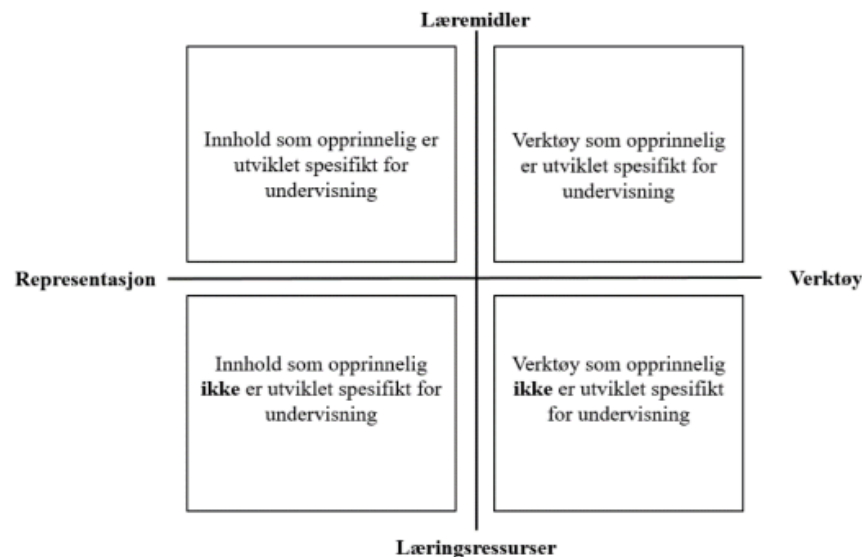 Læremidler
Innhold som opprinnelig er
utviklet spesifikt for
undervisning
Verktøy som opprinnelig
er utviklet spesifikt for
undervisning
Representasjon
Verktøy
Innhold som opprinnelig
ikke er utviklet spesifikt for
undervisning
Verktøy som opprinnelig
ikke er utviklet spesifikt
for undervisning
Læringsressurser